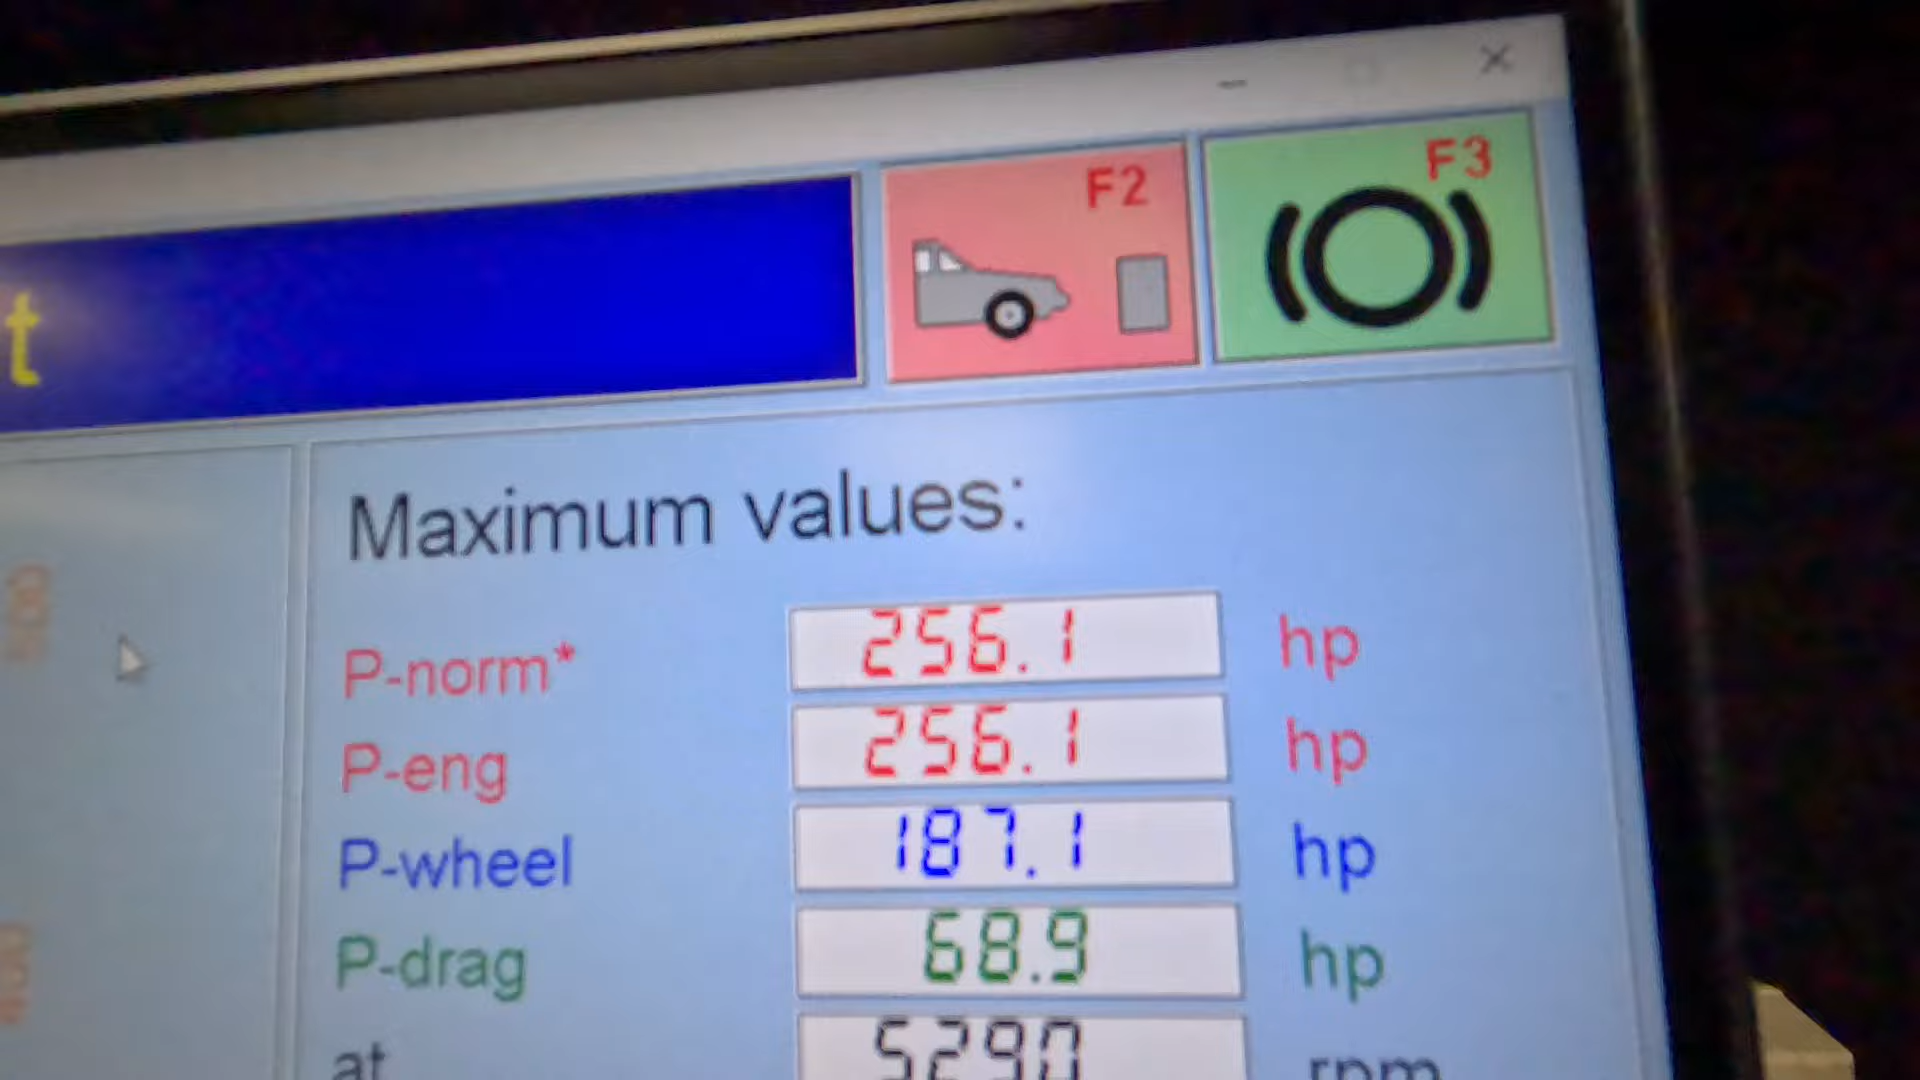 F2
F3
t
Maximum values:
P-norm* 256.1 hp
P-eng 256.1 hp
P-wheel 187.1 hp
P-drag 68.9 hp
at 5290 rpm